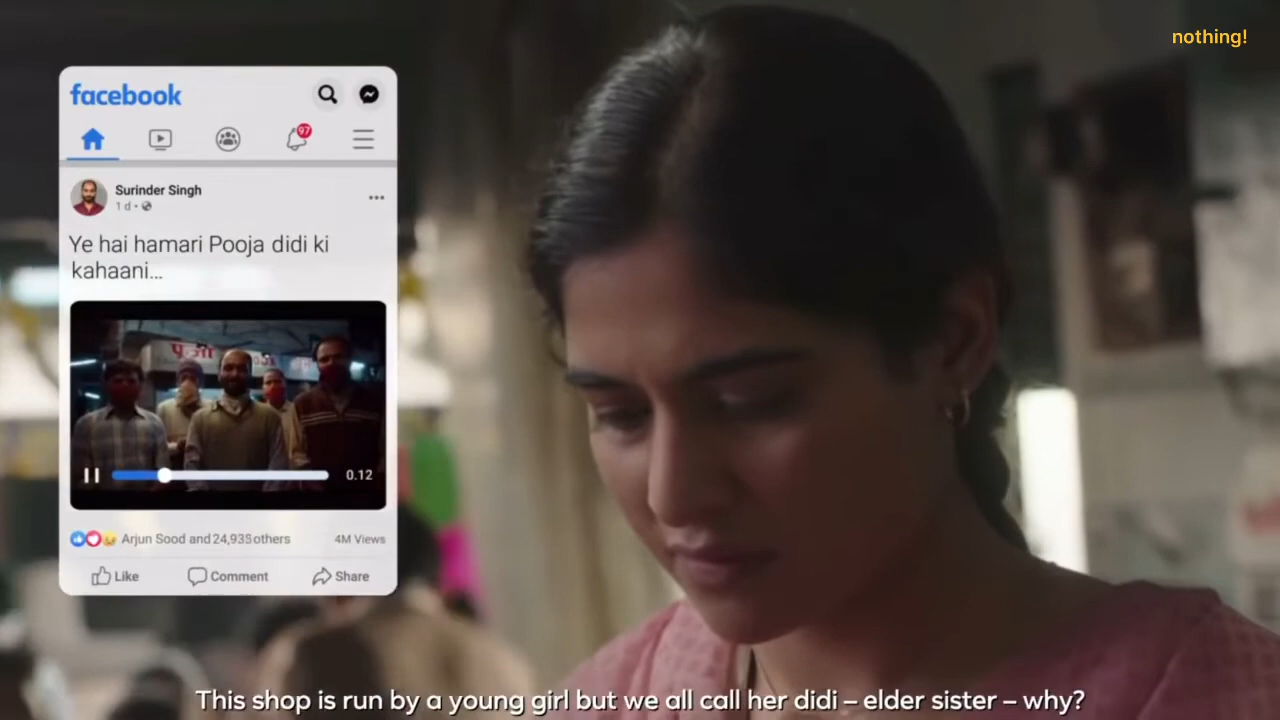 nothing!
facebook
97
Surinder Singh
1 d
Ye hai hamari Pooja didi ki
kahaani...
0.12
Arjun Sood and 24,935 others
4M Views
Like
Comment
Share
This shop is run by a young girl but we all call her didi – elder sister – why?